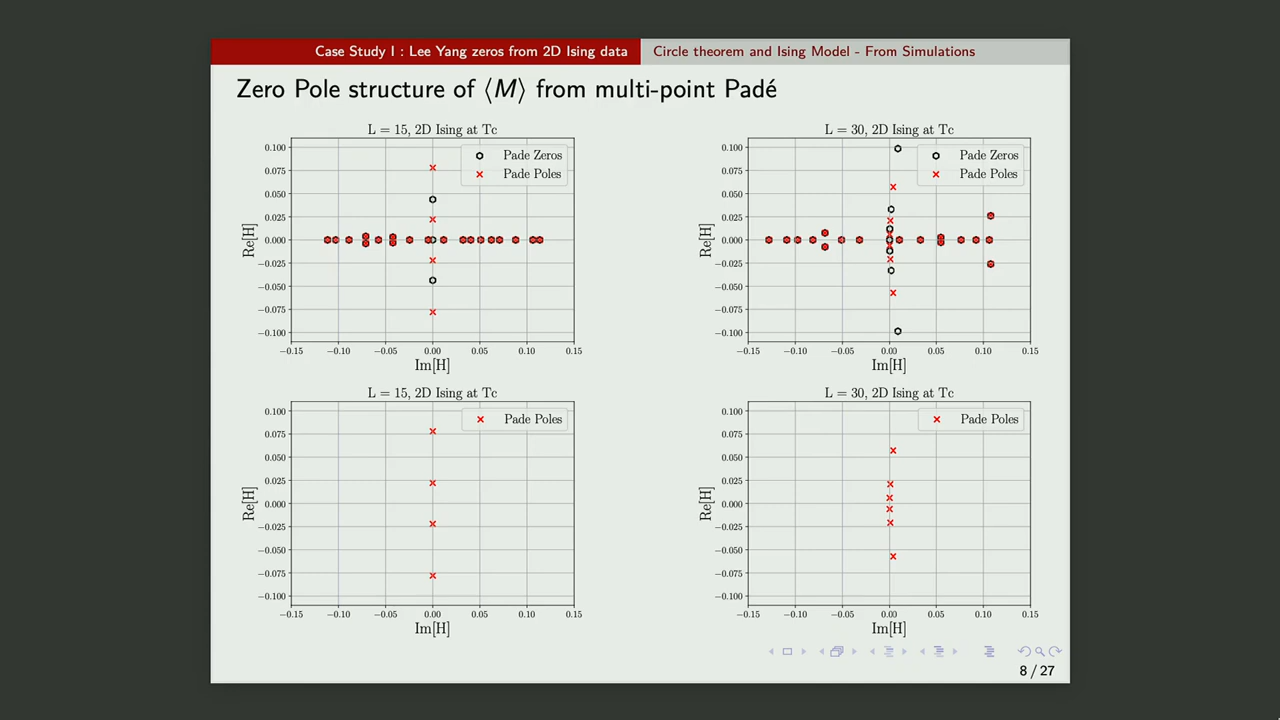 Case Study I : Lee Yang zeros from 2D Ising data
Circle theorem and Ising Model - From Simulations
Zero Pole structure of ⟨M⟩ from multi-point Padé
L = 15, 2D Ising at Tc
Pade Zeros
Pade Poles
Re[H]
0.100
0.075
0.050
0.025
0.000
−0.025
−0.050
−0.075
−0.100
−0.15 −0.10 −0.05 0.00 0.05 0.10 0.15
Im[H]
L = 30, 2D Ising at Tc
Pade Zeros
Pade Poles
Re[H]
0.100
0.075
0.050
0.025
0.000
−0.025
−0.050
−0.075
−0.100
−0.15 −0.10 −0.05 0.00 0.05 0.10 0.15
Im[H]
L = 15, 2D Ising at Tc
Pade Poles
Re[H]
0.100
0.075
0.050
0.025
0.000
−0.025
−0.050
−0.075
−0.100
−0.15 −0.10 −0.05 0.00 0.05 0.10 0.15
Im[H]
L = 30, 2D Ising at Tc
Pade Poles
Re[H]
0.100
0.075
0.050
0.025
0.000
−0.025
−0.050
−0.075
−0.100
−0.15 −0.10 −0.05 0.00 0.05 0.10 0.15
Im[H]
8 / 27